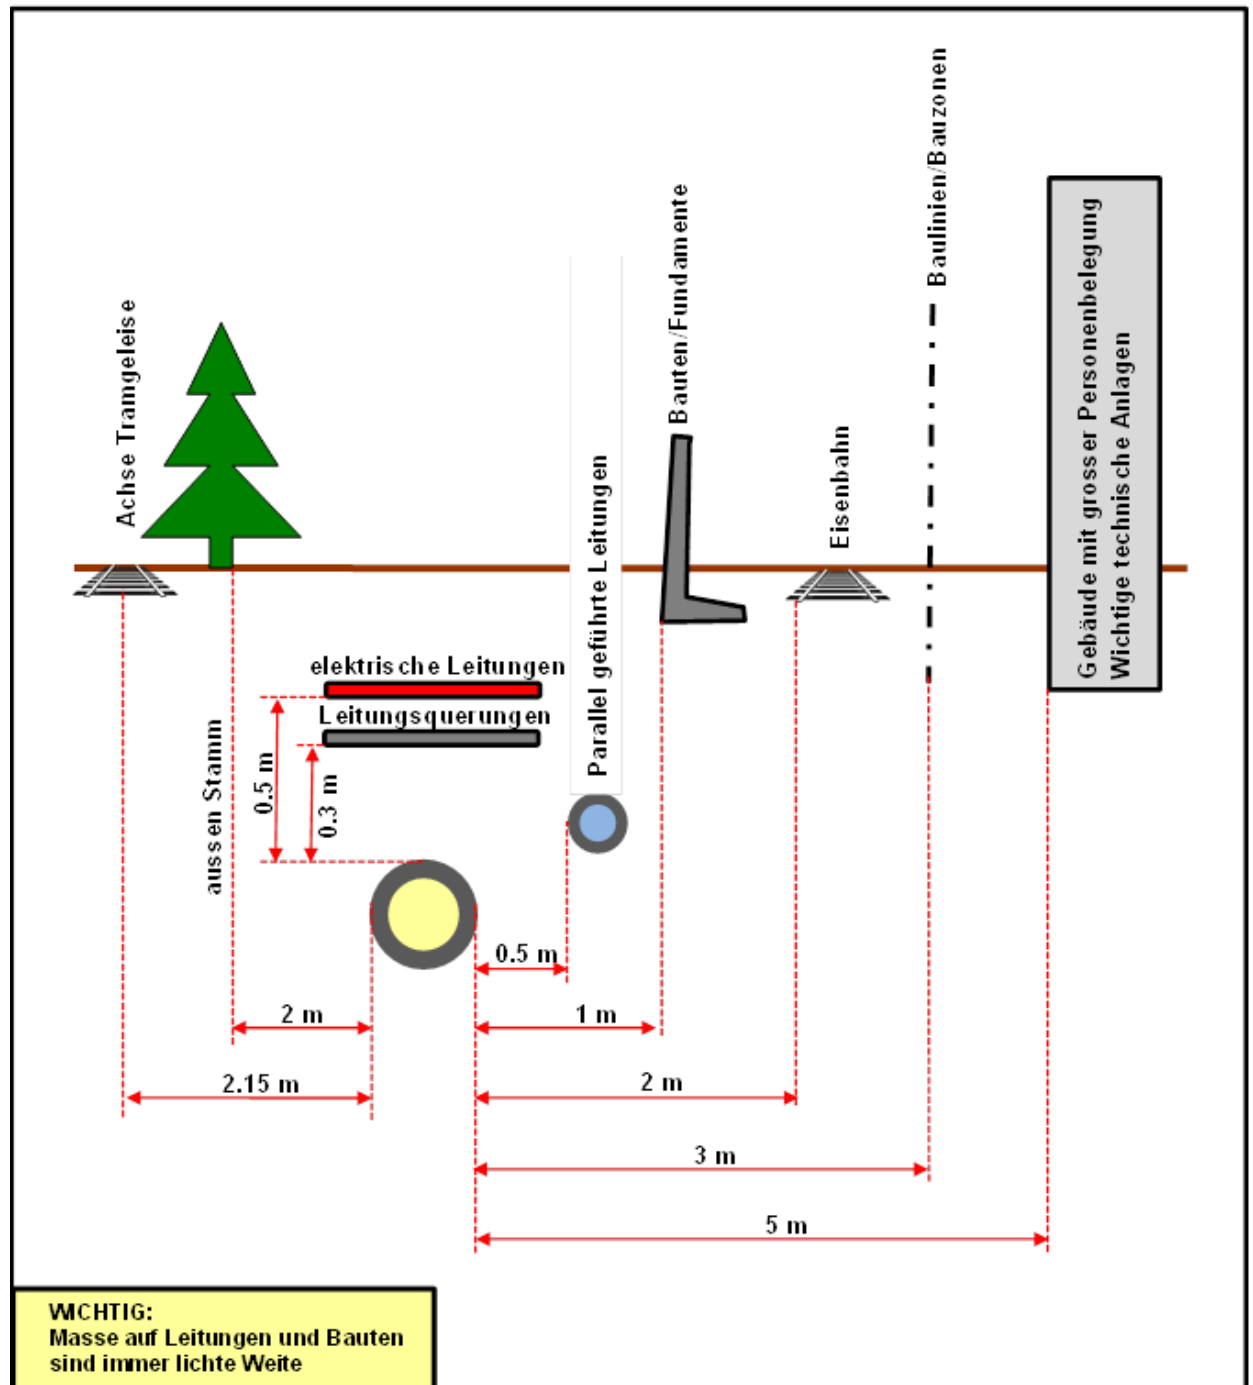 Achse Tramgeleise
aussen Stamm
elektrische Leitungen
Leitungsquerungen
0.5 m
0.3 m
Parallel geführte Leitungen
Bauten/Fundamente
Eisenbahn
Baulinien/Bauzonen
Gebäude mit grosser Personenbelegung
Wichtige technische Anlagen
0.5 m
2 m
1 m
2.15 m
2 m
3 m
5 m
WICHTIG:
Masse auf Leitungen und Bauten
sind immer lichte Weite